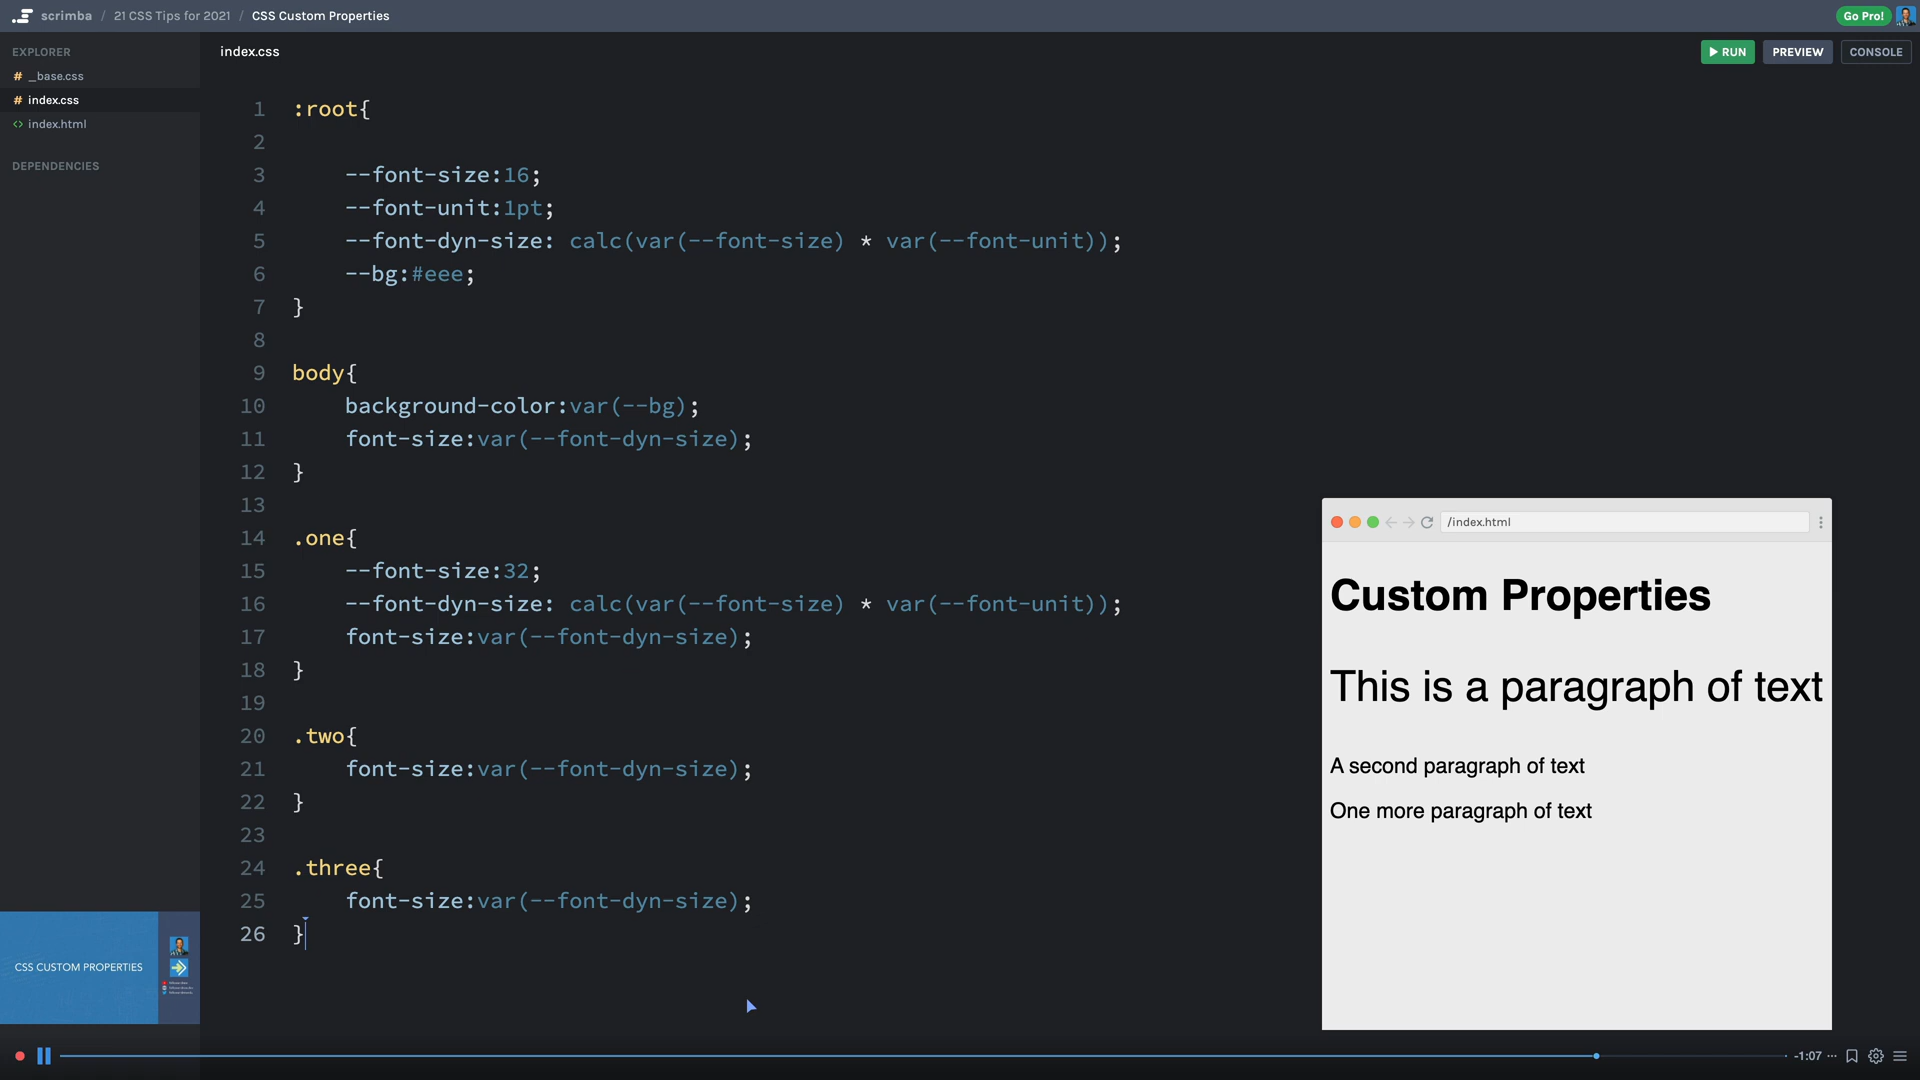 scrimba / 21 CSS Tips for 2021 / CSS Custom Properties
Go Pro!
EXPLORER
# _base.css
# index.css
<> index.html
DEPENDENCIES
index.css
RUN
PREVIEW
CONSOLE
1 :root{
2
3 --font-size:16;
4 --font-unit:1pt;
5 --font-dyn-size: calc(var(--font-size) * var(--font-unit));
6 --bg:#eee;
7 }
8
9 body{
10 background-color:var(--bg);
11 font-size:var(--font-dyn-size);
12 }
13
14 .one{
15 --font-size:32;
16 --font-dyn-size: calc(var(--font-size) * var(--font-unit));
17 font-size:var(--font-dyn-size);
18 }
19
20 .two{
21 font-size:var(--font-dyn-size);
22 }
23
24 .three{
25 font-size:var(--font-dyn-size);
26 }
/index.html
Custom Properties
This is a paragraph of text
A second paragraph of text
One more paragraph of text
CSS CUSTOM PROPERTIES
-1:07